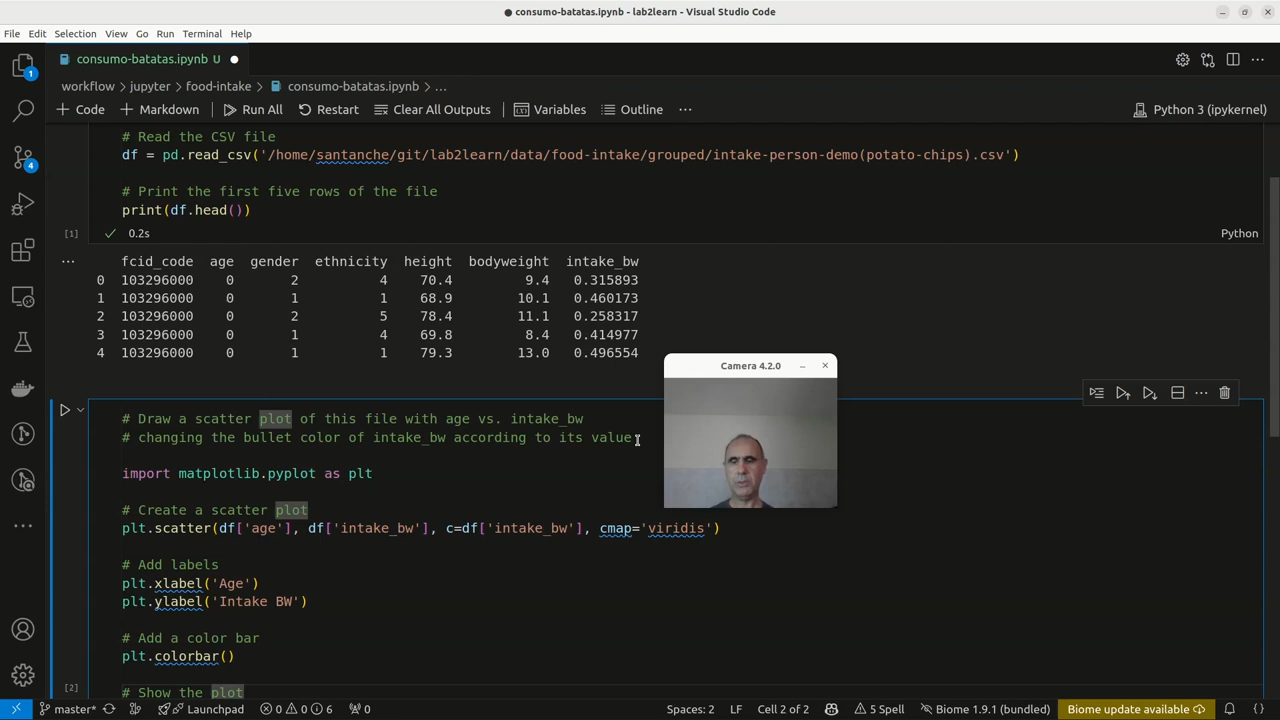 ● consumo-batatas.ipynb - lab2learn - Visual Studio Code
File Edit Selection View Go Run Terminal Help
consumo-batatas.ipynb U ●
workflow > jupyter > food-intake > consumo-batatas.ipynb > ...
+ Code + Markdown Run All Restart Clear All Outputs Variables Outline ... Python 3 (ipykernel)
# Read the CSV file
df = pd.read_csv('/home/santanche/git/lab2learn/data/food-intake/grouped/intake-person-demo(potato-chips).csv')
# Print the first five rows of the file
print(df.head())
[1] 0.2s Python
... fcid_code age gender ethnicity height bodyweight intake_bw
0 103296000 0 2 4 70.4 9.4 0.315893
1 103296000 0 1 1 68.9 10.1 0.460173
2 103296000 0 2 5 78.4 11.1 0.258317
3 103296000 0 1 4 69.8 8.4 0.414977
4 103296000 0 1 1 79.3 13.0 0.496554
Camera 4.2.0
# Draw a scatter plot of this file with age vs. intake_bw
# changing the bullet color of intake_bw according to its value
import matplotlib.pyplot as plt
# Create a scatter plot
plt.scatter(df['age'], df['intake_bw'], c=df['intake_bw'], cmap='viridis')
# Add labels
plt.xlabel('Age')
plt.ylabel('Intake BW')
# Add a color bar
plt.colorbar()
[2]
# Show the plot
1
4
master* Launchpad 0 0 6 0 Spaces: 2 LF Cell 2 of 2 5 Spell Biome 1.9.1 (bundled) Biome update available